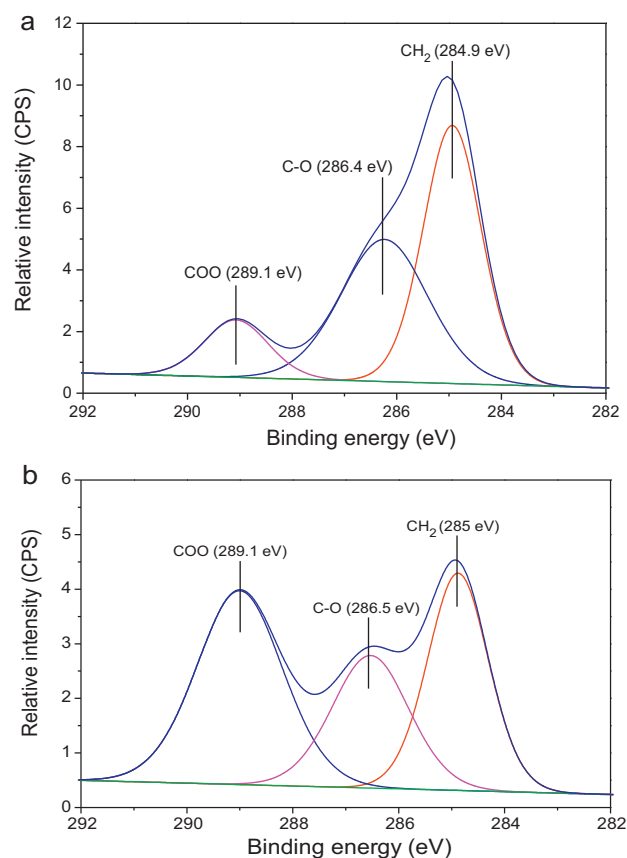 a
12
10
8
6
4
2
0
Relative intensity (CPS)
CH₂ (284.9 eV)
C-O (286.4 eV)
COO (289.1 eV)
292 290 288 286 284 282
Binding energy (eV)
b
6
5
4
3
2
1
0
Relative intensity (CPS)
COO (289.1 eV)
C-O (286.5 eV)
CH₂ (285 eV)
292 290 288 286 284 282
Binding energy (eV)